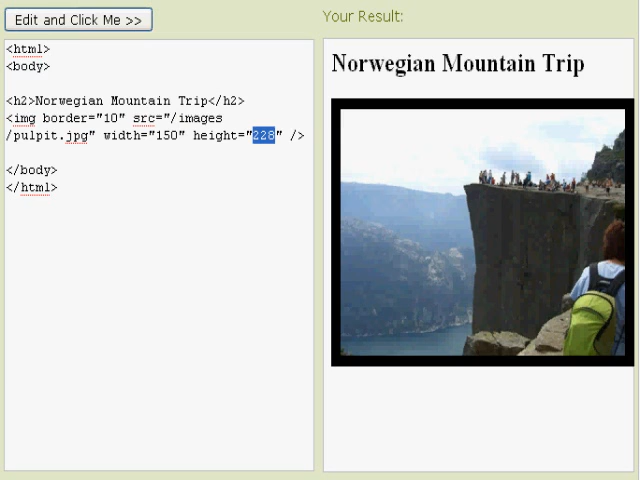 Edit and Click Me >>
Your Result:
<html>
<body>
<h2>Norwegian Mountain Trip</h2>
<img border="10" src="/images
/pulpit.jpg" width="150" height="228" />
</body>
</html>
Norwegian Mountain Trip